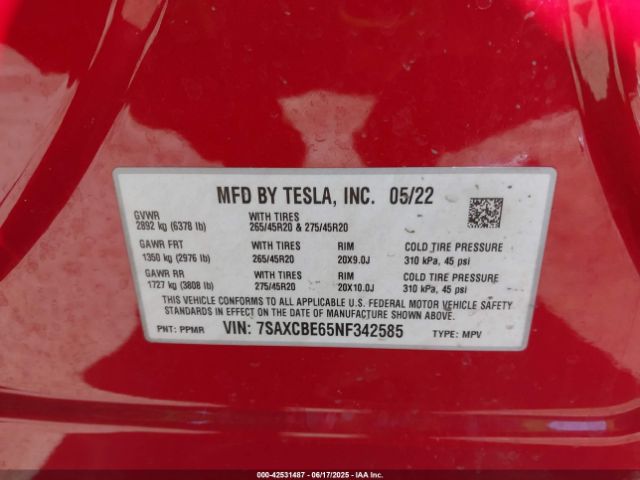 MFD BY TESLA, INC. 05/22
GVWR
2892 kg (6378 lb)
WITH TIRES
265/45R20 & 275/45R20
GAWR FRT
1350 kg (2976 lb)
WITH TIRES
265/45R20
RIM
20X9.0J
COLD TIRE PRESSURE
310 kPa, 45 psi
GAWR RR
1727 kg (3808 lb)
WITH TIRES
275/45R20
RIM
20X10.0J
COLD TIRE PRESSURE
310 kPa, 45 psi
THIS VEHICLE CONFORMS TO ALL APPLICABLE U.S. FEDERAL MOTOR VEHICLE SAFETY
STANDARDS IN EFFECT ON THE DATE OF MANUFACTURE SHOWN ABOVE
PNT: PPMR VIN: 7SAXCBE65NF342585 TYPE: MPV
00-42531487 - 06/17/2025 - IAA Inc.